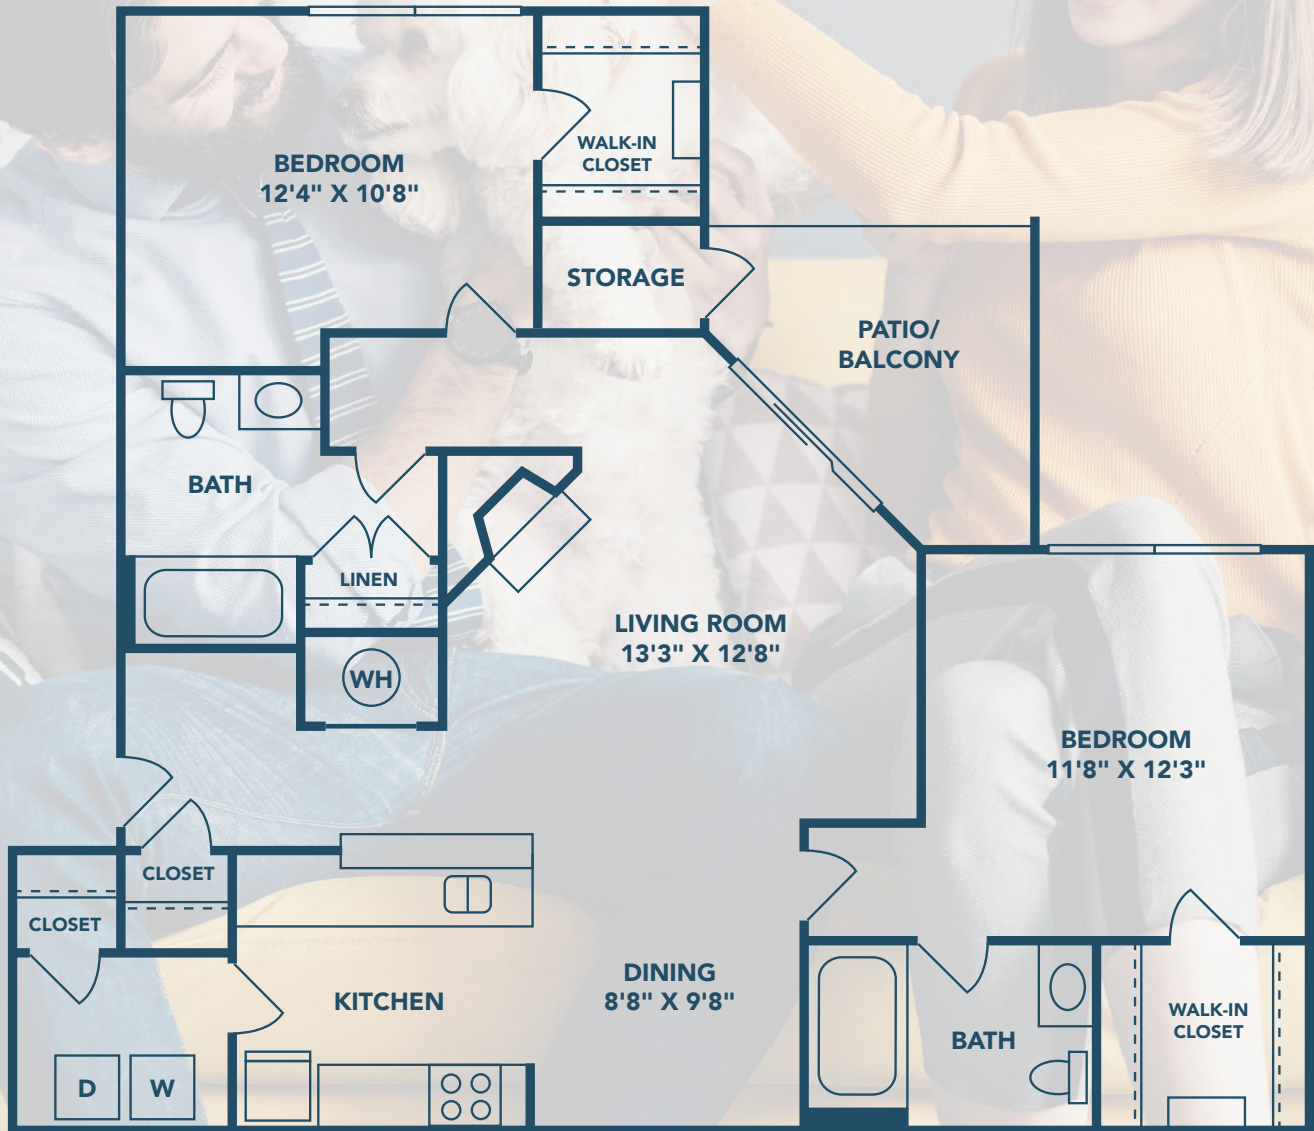 BEDROOM
12'4" X 10'8"
WALK-IN
CLOSET
STORAGE
PATIO/
BALCONY
BATH
LINEN
WH
LIVING ROOM
13'3" X 12'8"
BEDROOM
11'8" X 12'3"
CLOSET
CLOSET
KITCHEN
DINING
8'8" X 9'8"
D
W
BATH
WALK-IN
CLOSET